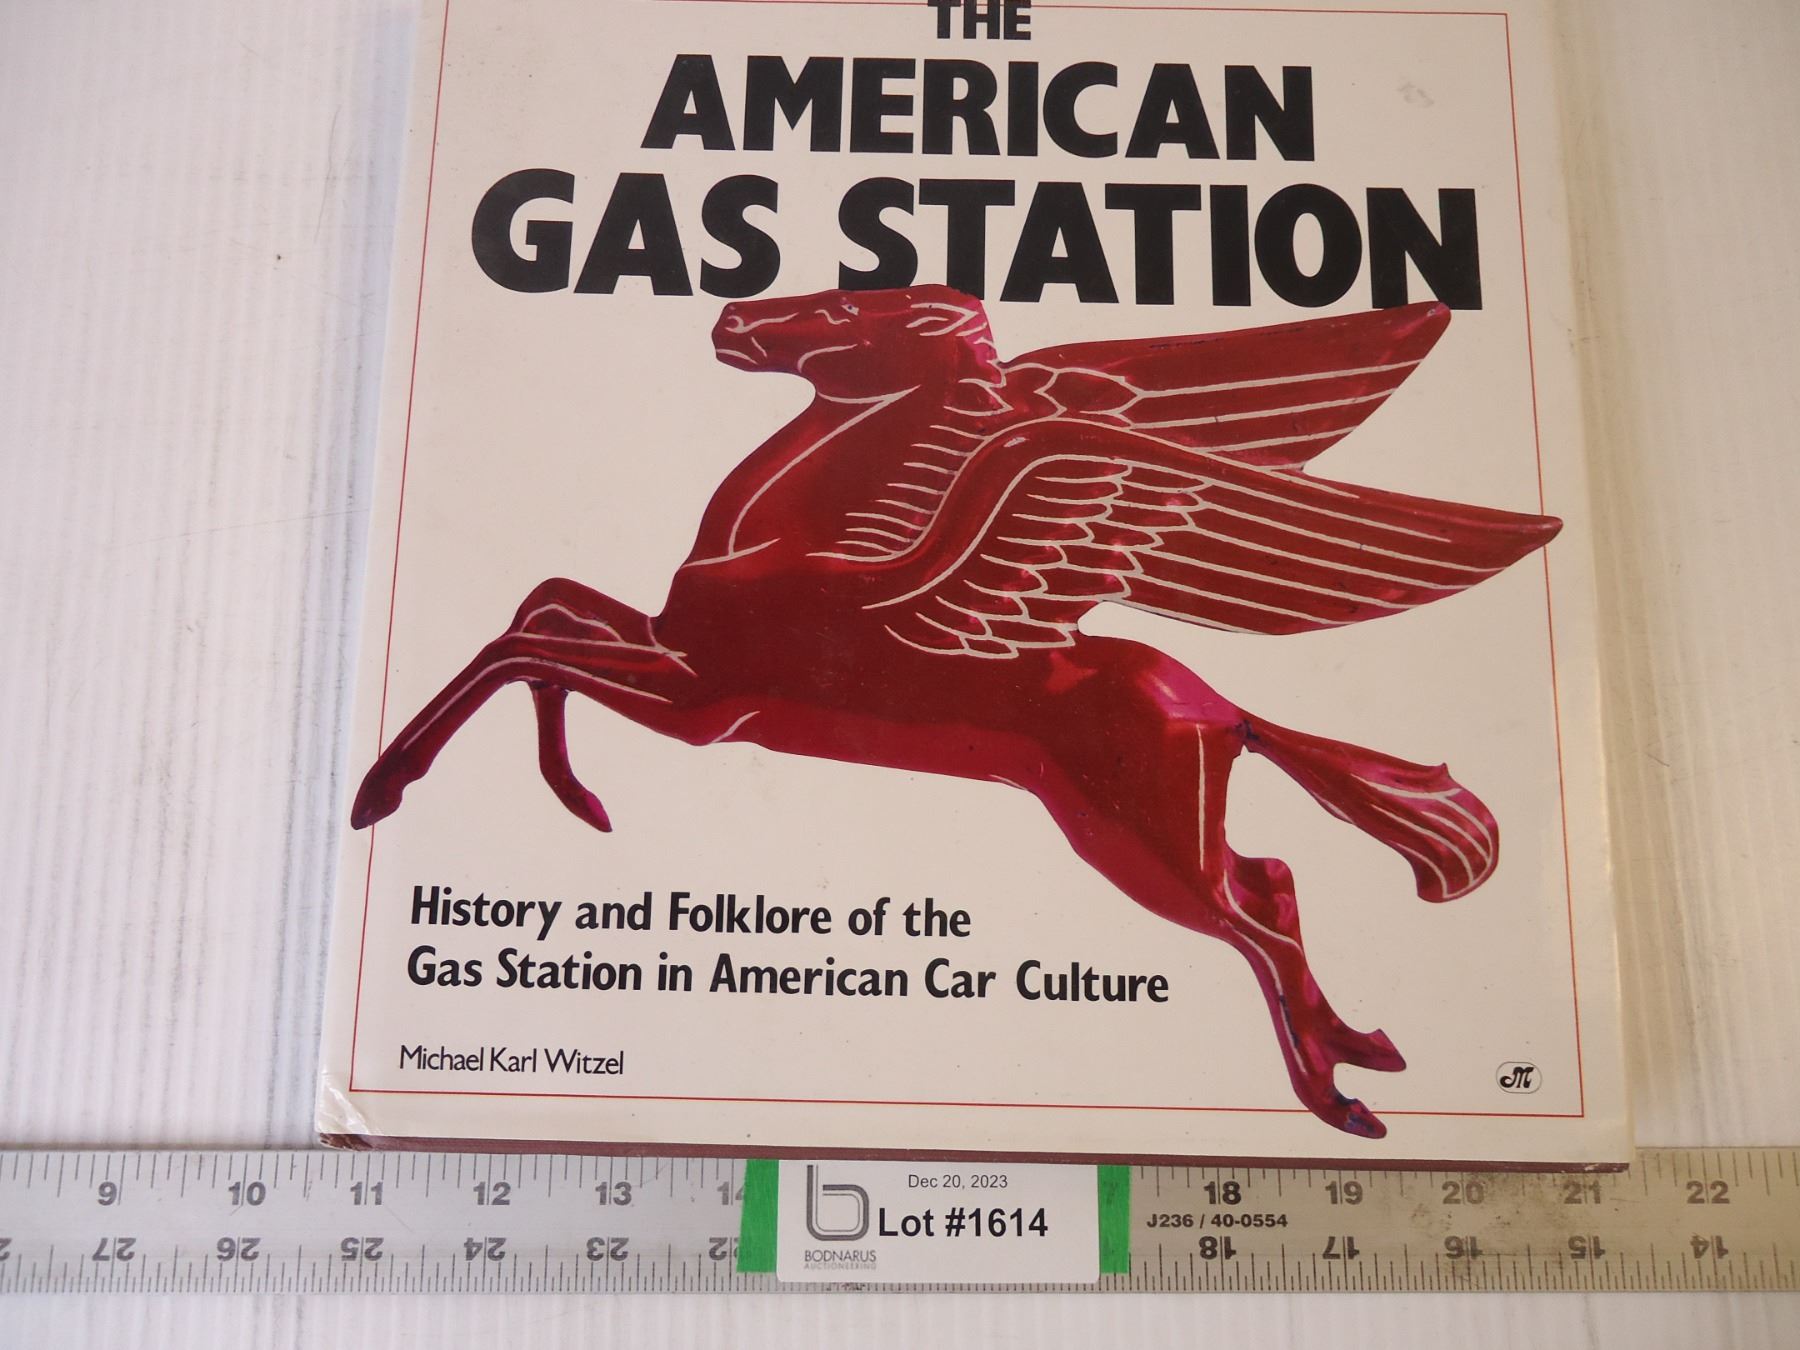 THE
AMERICAN
GAS STATION
History and Folklore of the
Gas Station in American Car Culture
Michael Karl Witzel
M
9 10 11 12 13 14
Dec 20, 2023
Lot #1614
BODNARUS
AUCTIONEERING
18 19 20 21 22
J236 / 40-0554
27 26 25 24 23 22
18 17 16 15 14